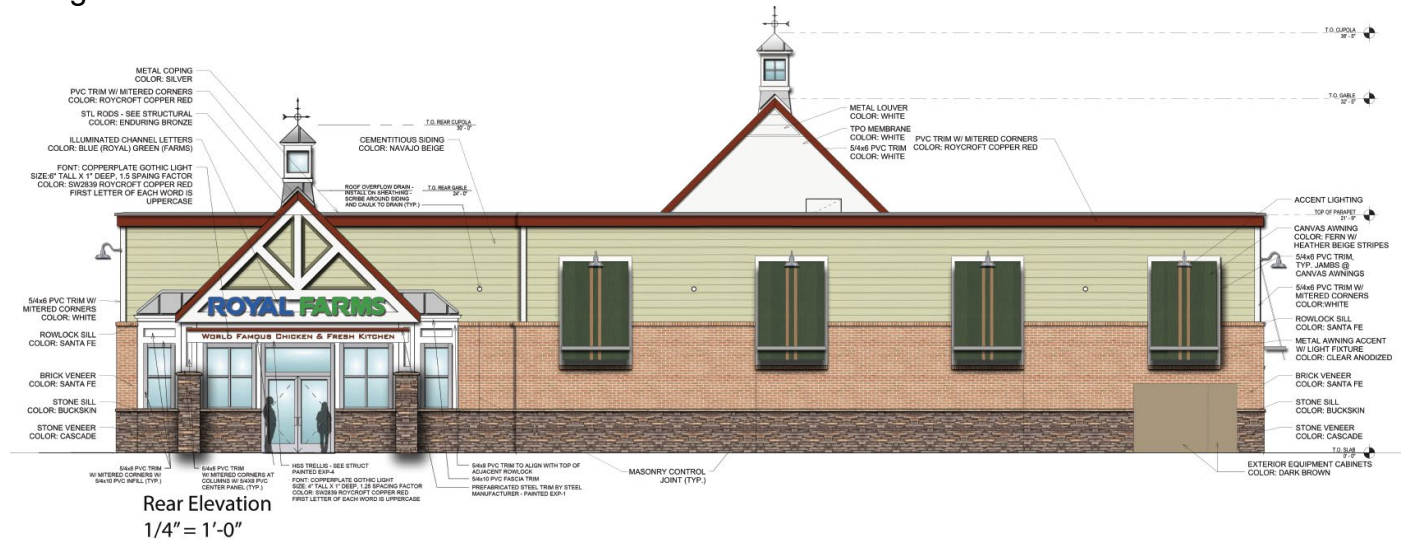 METAL COPING
COLOR: SILVER
PVC TRIM W/ MITERED CORNERS
COLOR: ROYCROFT COPPER RED
STL RODS - SEE STRUCTURAL
COLOR: ENDURING BRONZE
ILLUMINATED CHANNEL LETTERS
COLOR: BLUE (ROYAL) GREEN (FARMS)
FONT: COPPERPLATE GOTHIC LIGHT
SIZE:6" TALL X 1" DEEP, 1.5 SPAING FACTOR
COLOR: SW2839 ROYCROFT COPPER RED
FIRST LETTER OF EACH WORD IS
UPPERCASE
5/4x6 PVC TRIM W/
MITERED CORNERS
COLOR: WHITE
ROWLOCK SILL
COLOR: SANTA FE
BRICK VENEER
COLOR: SANTA FE
STONE SILL
COLOR: BUCKSKIN
STONE VENEER
COLOR: CASCADE
T.O. REAR CUPOLA
30' - 0"
CEMENTITIOUS SIDING
COLOR: NAVAJO BEIGE
ROOF OVERFLOW DRAIN -
INSTALL ON SHEATHING -
SCRIBE AROUND SIDING
AND CAULK TO DRAIN (TYP.)
T.O. REAR GABLE
24' - 0"
ROYAL FARMS
WORLD FAMOUS CHICKEN & FRESH KITCHEN
METAL LOUVER
COLOR: WHITE
TPO MEMBRANE
COLOR: WHITE
5/4x6 PVC TRIM
COLOR: WHITE
PVC TRIM W/ MITERED CORNERS
COLOR: ROYCROFT COPPER RED
T.O. CUPOLA
T.O. GABLE
ACCENT LIGHTING
TOP OF PARAPET
CANVAS AWNING
COLOR: FERN W/
HEATHER BEIGE STRIPES
5/4x6 PVC TRIM,
TYP. JAMBS @
CANVAS AWNINGS
5/4x6 PVC TRIM W/
MITERED CORNERS
COLOR:WHITE
ROWLOCK SILL
COLOR: SANTA FE
METAL AWNING ACCENT
W/ LIGHT FIXTURE
COLOR: CLEAR ANODIZED
BRICK VENEER
COLOR: SANTA FE
STONE SILL
COLOR: BUCKSKIN
STONE VENEER
COLOR: CASCADE
T.O. SLAB
0' - 0"
EXTERIOR EQUIPMENT CABINETS
COLOR: DARK BROWN
5/4x6 PVC TRIM
W/ MITERED CORNERS W/
5/4x10 PVC INFILL (TYP.)
5/4x6 PVC TRIM
W/ MITERED CORNERS AT
COLUMNS W/ 5/4X8 PVC
CENTER PANEL (TYP.)
HSS TRELLIS - SEE STRUCT
PAINTED EXP-4
FONT: COPPERPLATE GOTHIC LIGHT
SIZE: 4" TALL X 1" DEEP, 1.25 SPACING FACTOR
COLOR: SW2839 ROYCROFT COPPER RED
FIRST LETTER OF EACH WORD IS UPPERCASE
5/4x8 PVC TRIM TO ALIGN WITH TOP OF
ADJACENT ROWLOCK
5/4x10 PVC FASCIA TRIM
PREFABRICATED STEEL TRIM BY STEEL
MANUFACTURER - PAINTED EXP-1
MASONRY CONTROL
JOINT (TYP.)
Rear Elevation
1/4" = 1'-0"